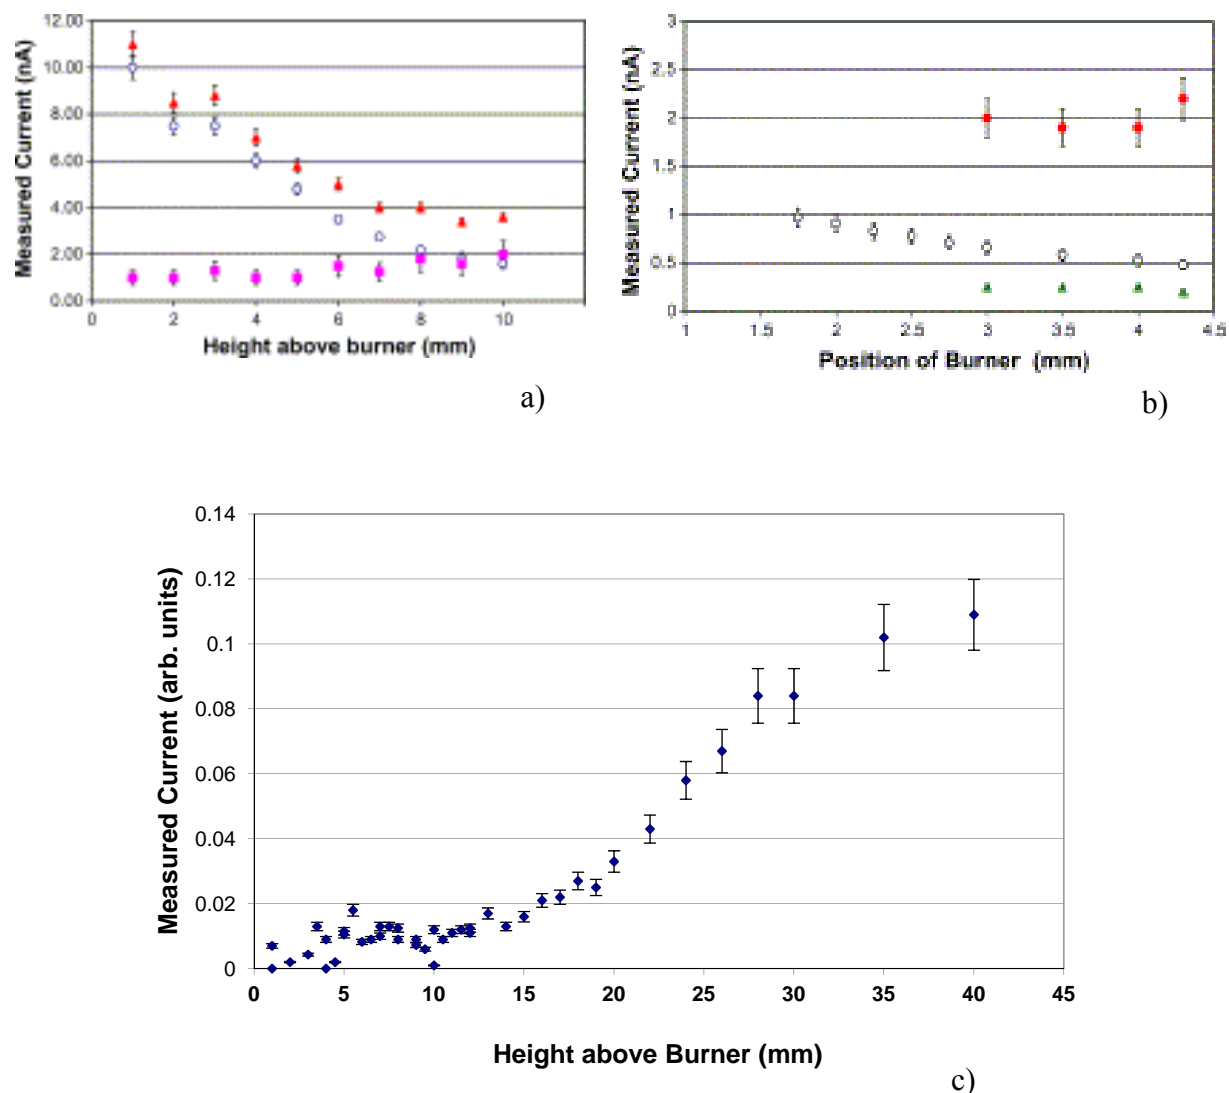 12.00
10.00
8.00
6.00
4.00
2.00
0.00
Measured Current (nA)
0 2 4 6 8 10
Height above burner (mm)
a)
3
2.5
2
1.5
1
0.5
0
Measured Current (nA)
1 1.5 2 2.5 3 3.5 4 4.5
Position of Burner (mm)
b)
0.14
0.12
0.1
0.08
0.06
0.04
0.02
0
Measured Current (arb. units)
0 5 10 15 20 25 30 35 40 45
Height above Burner (mm)
c)